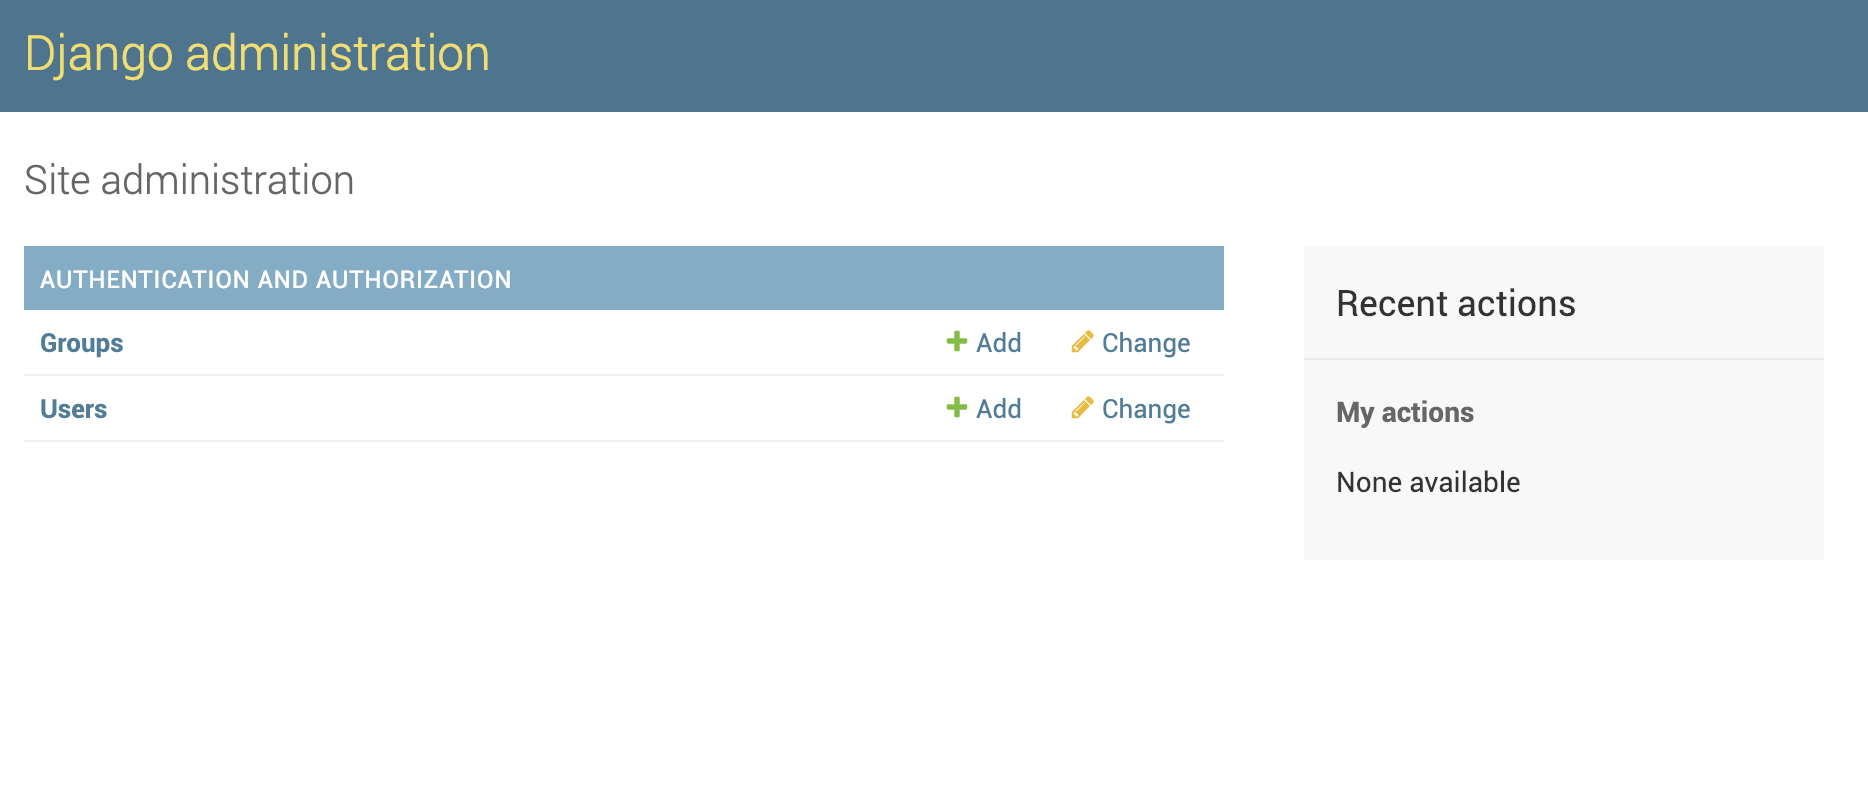 Django administration
Site administration
AUTHENTICATION AND AUTHORIZATION
Groups Add Change
Users Add Change
Recent actions
My actions
None available